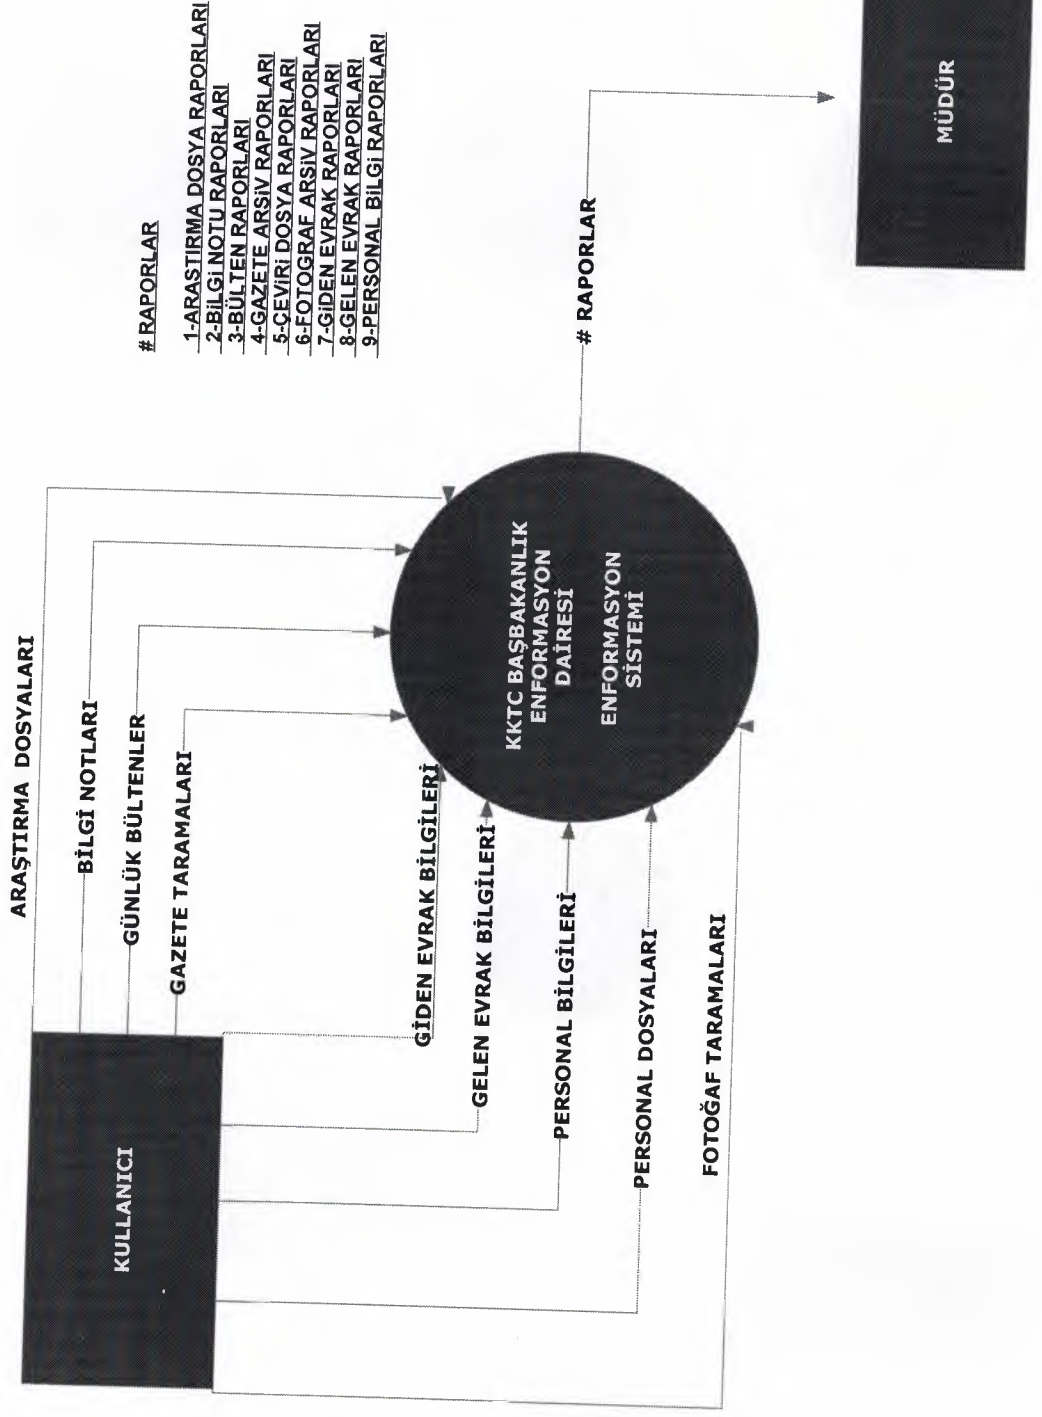 ARAŞTIRMA DOSYALARI
BİLGİ NOTLARI
GÜNLÜK BÜLTENLER
GAZETE TARAMALARI
KULLANICI
GİDEN EVRAK BİLGİLERİ
GELEN EVRAK BİLGİLERİ
PERSONAL BİLGİLERİ
PERSONAL DOSYALARI
FOTOĞAF TARAMALARI
KKTC BAŞBAKANLIK
ENFORMASYON
DAİRESİ
ENFORMASYON
SİSTEMİ
# RAPORLAR
1-ARASTIRMA DOSYA RAPORLARI
2-BİLGİ NOTU RAPORLARI
3-BÜLTEN RAPORLARI
4-GAZETE ARSİV RAPORLARI
5-ÇEVİRİ DOSYA RAPORLARI
6-FOTOGRAF ARSİV RAPORLARI
7-GİDEN EVRAK RAPORLARI
8-GELEN EVRAK RAPORLARI
9-PERSONAL BİLGİ RAPORLARI
# RAPORLAR
MÜDÜR